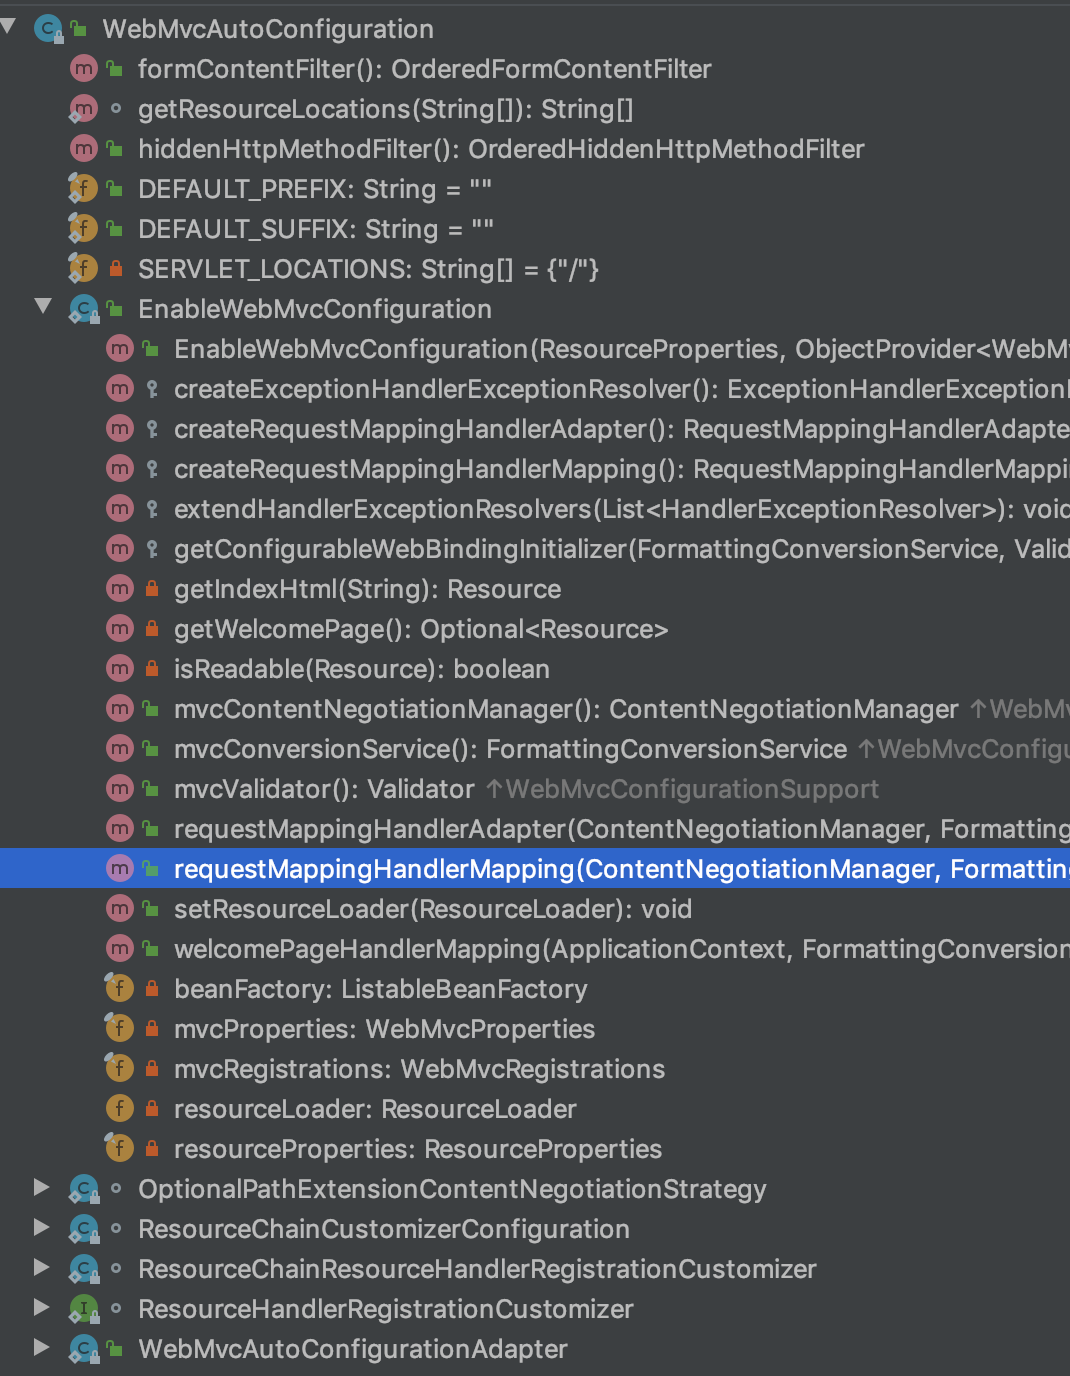 WebMvcAutoConfiguration
formContentFilter(): OrderedFormContentFilter
getResourceLocations(String[]): String[]
hiddenHttpMethodFilter(): OrderedHiddenHttpMethodFilter
DEFAULT_PREFIX: String = ""
DEFAULT_SUFFIX: String = ""
SERVLET_LOCATIONS: String[] = {"/"}
EnableWebMvcConfiguration
EnableWebMvcConfiguration(ResourceProperties, ObjectProvider<WebM
createExceptionHandlerExceptionResolver(): ExceptionHandlerException
createRequestMappingHandlerAdapter(): RequestMappingHandlerAdapte
createRequestMappingHandlerMapping(): RequestMappingHandlerMappi
extendHandlerExceptionResolvers(List<HandlerExceptionResolver>): void
getConfigurableWebBindingInitializer(FormattingConversionService, Valid
getIndexHtml(String): Resource
getWelcomePage(): Optional<Resource>
isReadable(Resource): boolean
mvcContentNegotiationManager(): ContentNegotiationManager ↑WebMv
mvcConversionService(): FormattingConversionService ↑WebMvcConfigu
mvcValidator(): Validator ↑WebMvcConfigurationSupport
requestMappingHandlerAdapter(ContentNegotiationManager, Formatting
requestMappingHandlerMapping(ContentNegotiationManager, Formattin
setResourceLoader(ResourceLoader): void
welcomePageHandlerMapping(ApplicationContext, FormattingConversion
beanFactory: ListableBeanFactory
mvcProperties: WebMvcProperties
mvcRegistrations: WebMvcRegistrations
resourceLoader: ResourceLoader
resourceProperties: ResourceProperties
OptionalPathExtensionContentNegotiationStrategy
ResourceChainCustomizerConfiguration
ResourceChainResourceHandlerRegistrationCustomizer
ResourceHandlerRegistrationCustomizer
WebMvcAutoConfigurationAdapter